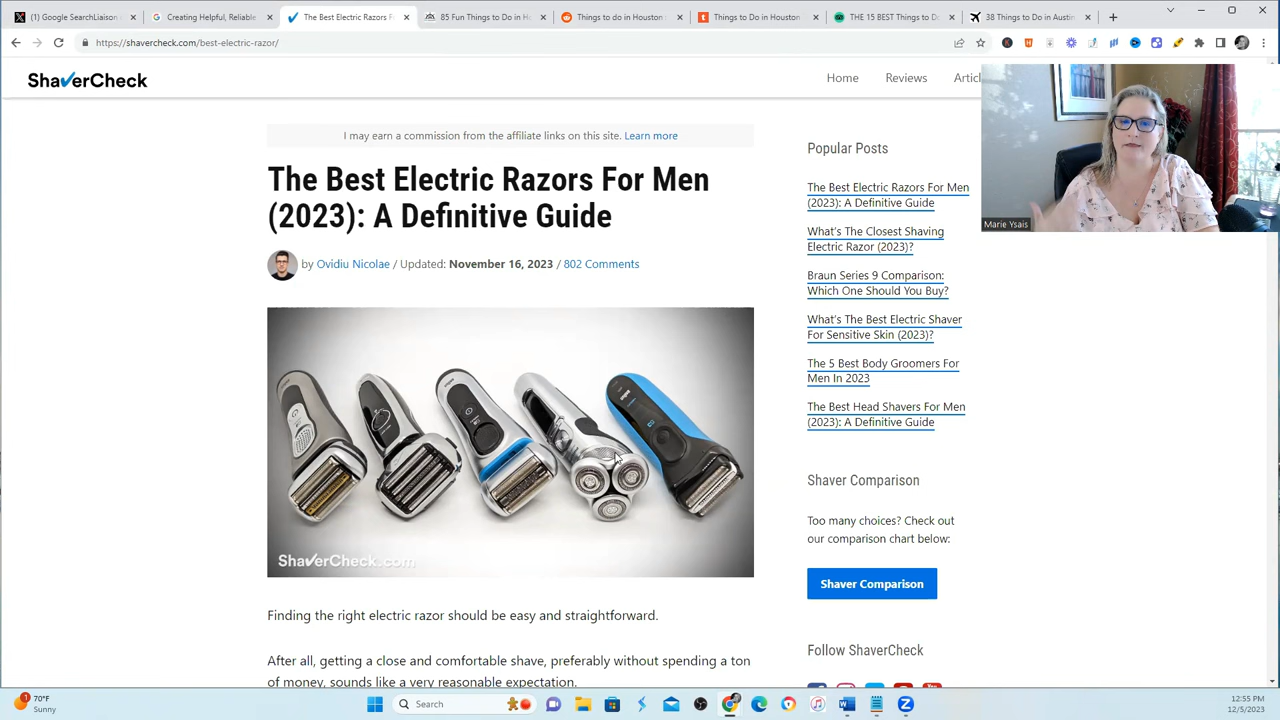 (1) Google SearchLiaison
Creating Helpful, Reliable
The Best Electric Razors F
85 Fun Things to Do in H
Things to do in Houston
Things to Do in Houston
THE 15 BEST Things to D
38 Things to Do in Austin
https://shavercheck.com/best-electric-razor/
ShaverCheck
Home
Reviews
Articl
I may earn a commission from the affiliate links on this site. Learn more
The Best Electric Razors For Men
(2023): A Definitive Guide
by Ovidiu Nicolae / Updated: November 16, 2023 / 802 Comments
ShaverCheck.com
Finding the right electric razor should be easy and straightforward.
After all, getting a close and comfortable shave, preferably without spending a ton
of money, sounds like a very reasonable expectation.
Popular Posts
The Best Electric Razors For Men
(2023): A Definitive Guide
What's The Closest Shaving
Electric Razor (2023)?
Braun Series 9 Comparison:
Which One Should You Buy?
What's The Best Electric Shaver
For Sensitive Skin (2023)?
The 5 Best Body Groomers For
Men In 2023
The Best Head Shavers For Men
(2023): A Definitive Guide
Shaver Comparison
Too many choices? Check out
our comparison chart below:
Shaver Comparison
Follow ShaverCheck
Marie Ysais
70°F
Sunny
Search
12:55 PM
12/5/2023